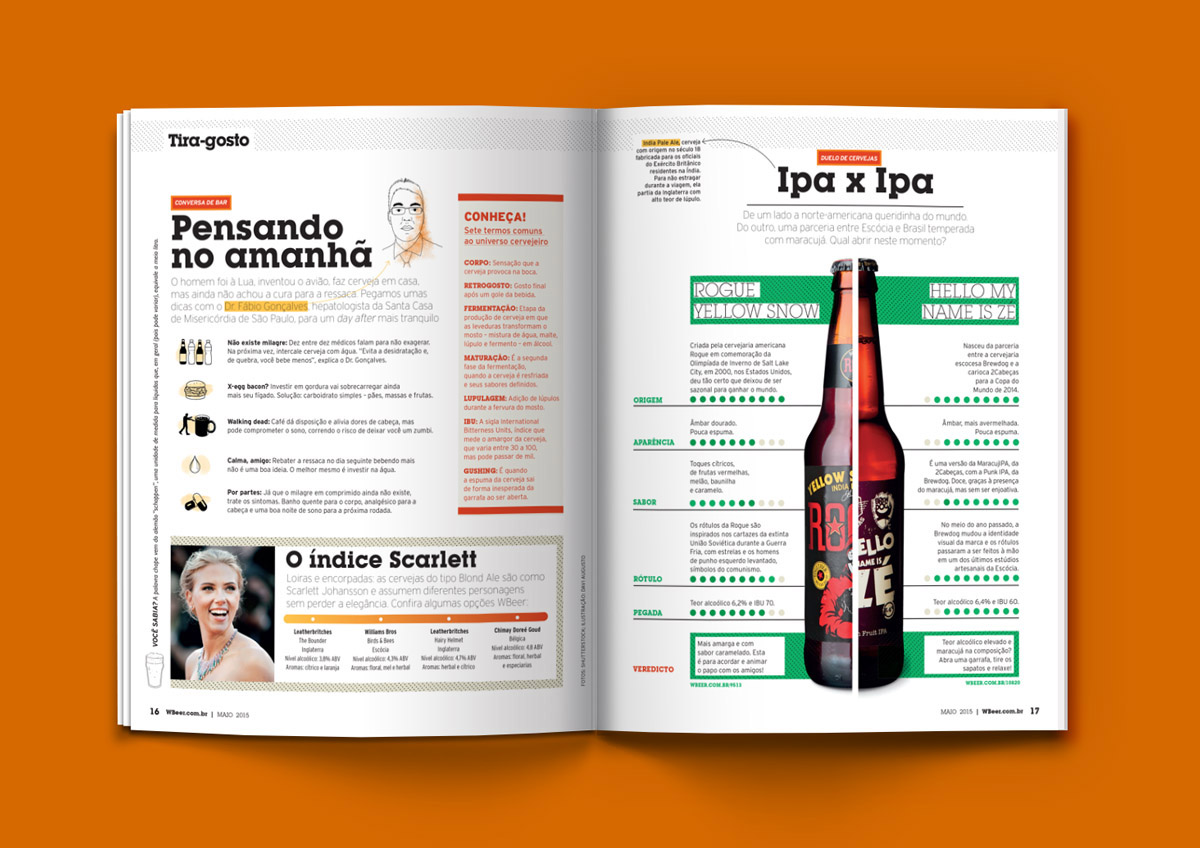 Tira-gosto
CONVERSA DE BAR
Pensando
no amanhã
O homem foi à Lua, inventou o avião, faz cerveja em casa,
mas ainda não achou a cura para a ressaca. Pegamos umas
dicas com o Dr. Fábio Gonçalves, hepatologista da Santa Casa
de Misericórdia de São Paulo, para um day after mais tranquilo
Não existe milagre: Dez entre dez médicos falam para não exagerar.
Na próxima vez, intercale cerveja com água. "Evita a desidratação e,
de quebra, você bebe menos", explica o Dr. Gonçalves.
X-egg bacon? Investir em gordura vai sobrecarregar ainda
mais seu fígado. Solução: carboidrato simples – pães, massas e frutas.
Walking dead: Café dá disposição e alivia dores de cabeça, mas
pode comprometer o sono, correndo o risco de deixar você um zumbi.
Calma, amigo: Rebater a ressaca no dia seguinte bebendo mais
não é uma boa ideia. O melhor mesmo é investir na água.
Por partes: Já que o milagre em comprimido ainda não existe,
trate os sintomas. Banho quente para o corpo, analgésico para a
cabeça e uma boa noite de sono para a próxima rodada.
CONHEÇA!
Sete termos comuns
ao universo cervejeiro
CORPO: Sensação que a
cerveja provoca na boca.
RETROGOSTO: Gosto final
após um gole da bebida.
FERMENTAÇÃO: Etapa da
produção de cerveja em que
as leveduras transformam o
mosto – mistura de água, malte,
lúpulo e fermento – em álcool.
MATURAÇÃO: É a segunda
fase da fermentação,
quando a cerveja é resfriada
e seus sabores definidos.
LUPULAGEM: Adição de lúpulos
durante a fervura do mosto.
IBU: A sigla International
Bitterness Units, índice que
mede o amargor da cerveja,
que varia entre 30 a 100,
mas pode passar de mil.
GUSHING: É quando
a espuma da cerveja sai
de forma inesperada da
garrafa ao ser aberta.
VOCÊ SABIA? A palavra chope vem do alemão "schoppen", uma unidade de medida para líquidos que, em geral (pois pode variar), equivale a meio litro.
O índice Scarlett
Loiras e encorpadas: as cervejas do tipo Blond Ale são como
Scarlett Johansson e assumem diferentes personagens
sem perder a elegância. Confira algumas opções WBeer:
Leatherbritches
The Bounder
Inglaterra
Nível alcoólico: 3,8% ABV
Aromas: cítrico e laranja
Williams Bros
Birds & Bees
Escócia
Nível alcoólico: 4,3% ABV
Aromas: floral, mel e herbal
Leatherbritches
Hairy Helmet
Inglaterra
Nível alcoólico: 4,7% ABV
Aromas: herbal e cítrico
Chimay Doreé Goud
Bélgica
Nível alcoólico: 4,8 ABV
Aromas: floral, herbal
e especiarias
FOTOS: SHUTTERSTOCK; ILUSTRAÇÃO: DAVI AUGUSTO
16 WBeer.com.br | MAIO 2015
India Pale Ale, cerveja
com origem no século 18
fabricada para os oficiais
do Exército Britânico
residentes na Índia.
Para não estragar
durante a viagem, ela
partia da Inglaterra com
alto teor de lúpulo.
DUELO DE CERVEJAS
Ipa x Ipa
De um lado a norte-americana queridinha do mundo.
Do outro, uma parceria entre Escócia e Brasil temperada
com maracujá. Qual abrir neste momento?
ROGUE
YELLOW SNOW
HELLO MY
NAME IS ZÉ
Criada pela cervejaria americana
Rogue em comemoração da
Olimpíada de Inverno de Salt Lake
City, em 2000, nos Estados Unidos,
deu tão certo que deixou de ser
sazonal para ganhar o mundo.
Nasceu da parceria
entre a cervejaria
escocesa Brewdog e a
carioca 2Cabeças
para a Copa do
Mundo de 2014.
ORIGEM
Âmbar dourado.
Pouca espuma.
Âmbar, mais avermelhada.
Pouca espuma.
APARÊNCIA
Toques cítricos,
de frutas vermelhas,
melão, baunilha
e caramelo.
É uma versão da MaracujIPA, da
2Cabeças, com a Punk IPA, da
Brewdog. Doce, graças à presença
do maracujá, mas sem ser enjoativa.
SABOR
Os rótulos da Rogue são
inspirados nos cartazes da extinta
União Soviética durante a Guerra
Fria, com estrelas e os homens
de punho esquerdo levantado,
símbolos do comunismo.
No meio do ano passado, a
Brewdog mudou a identidade
visual da marca e os rótulos
passaram a ser feitos à mão
em um dos últimos estúdios
artesanais da Escócia.
RÓTULO
Teor alcoólico 6,2% e IBU 70.
Teor alcoólico 6,4% e IBU 60.
PEGADA
VEREDICTO
Mais amarga e com
sabor caramelado. Esta
é para acordar e animar
o papo com os amigos!
WBEER.COM.BR/9513
Teor alcoólico elevado e
maracujá na composição?
Abra uma garrafa, tire os
sapatos e relaxe!
WBEER.COM.BR/10625
YELLOW S
INDIA
RO
ELLO
NAME IS
ZÉ
Fruit IPA
MAIO 2015 | WBeer.com.br 17